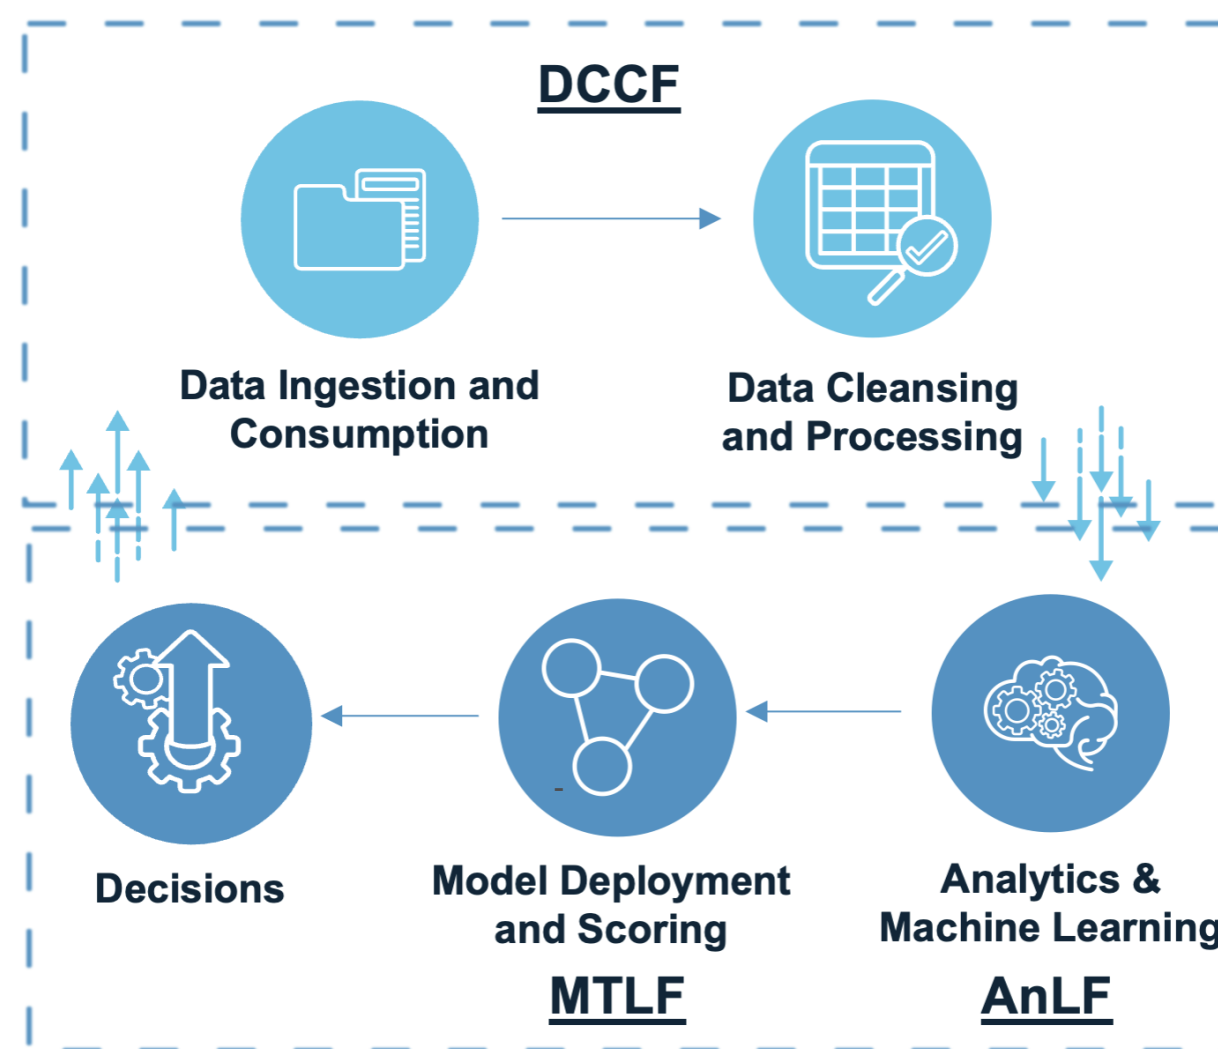 DCCF
Data Ingestion and
Consumption
Data Cleansing
and Processing
Decisions
Model Deployment
and Scoring
MTLF
Analytics &
Machine Learning
AnLF